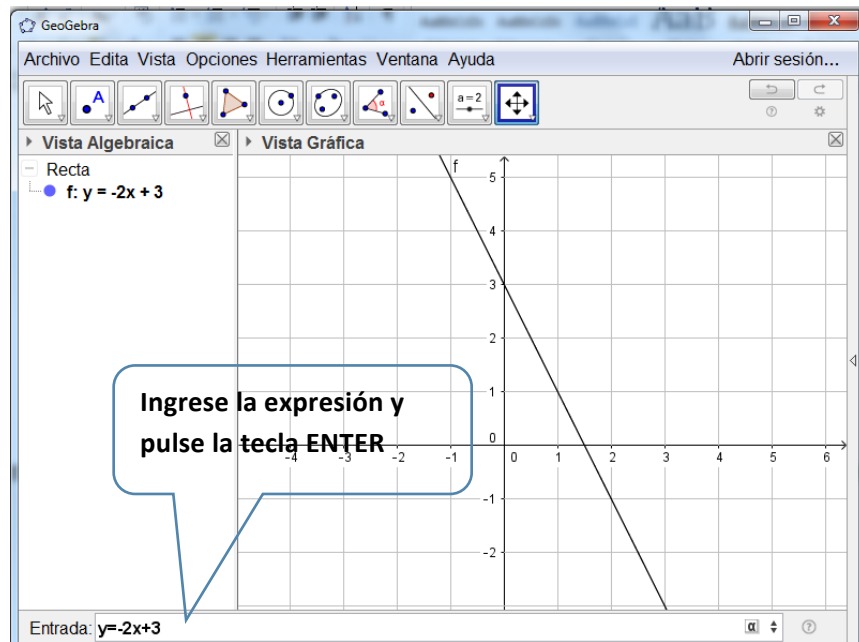 GeoGebra
Archivo Edita Vista Opciones Herramientas Ventana Ayuda
Abrir sesión...
A
α
a=2
Vista Algebraica
Vista Gráfica
Recta
f: y = -2x + 3
f
5
4
3
2
1
0
-4 -3 -2 -1 0 1 2 3 4 5 6
-1
-2
Ingrese la expresión y
pulse la tecla ENTER
Entrada: y=-2x+3
α